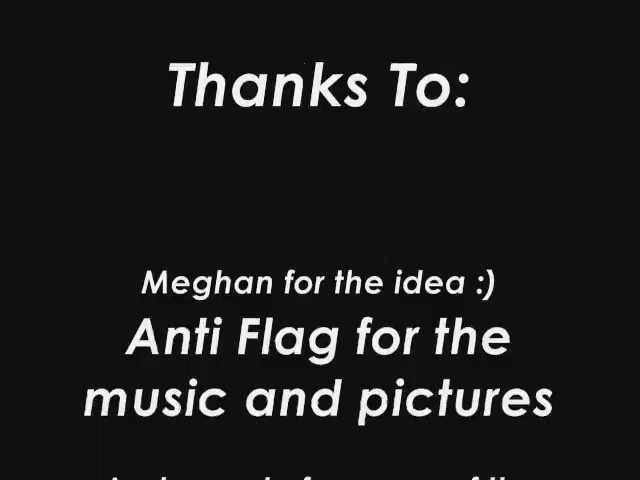 Thanks To:
Meghan for the idea :)
Anti Flag for the
music and pictures